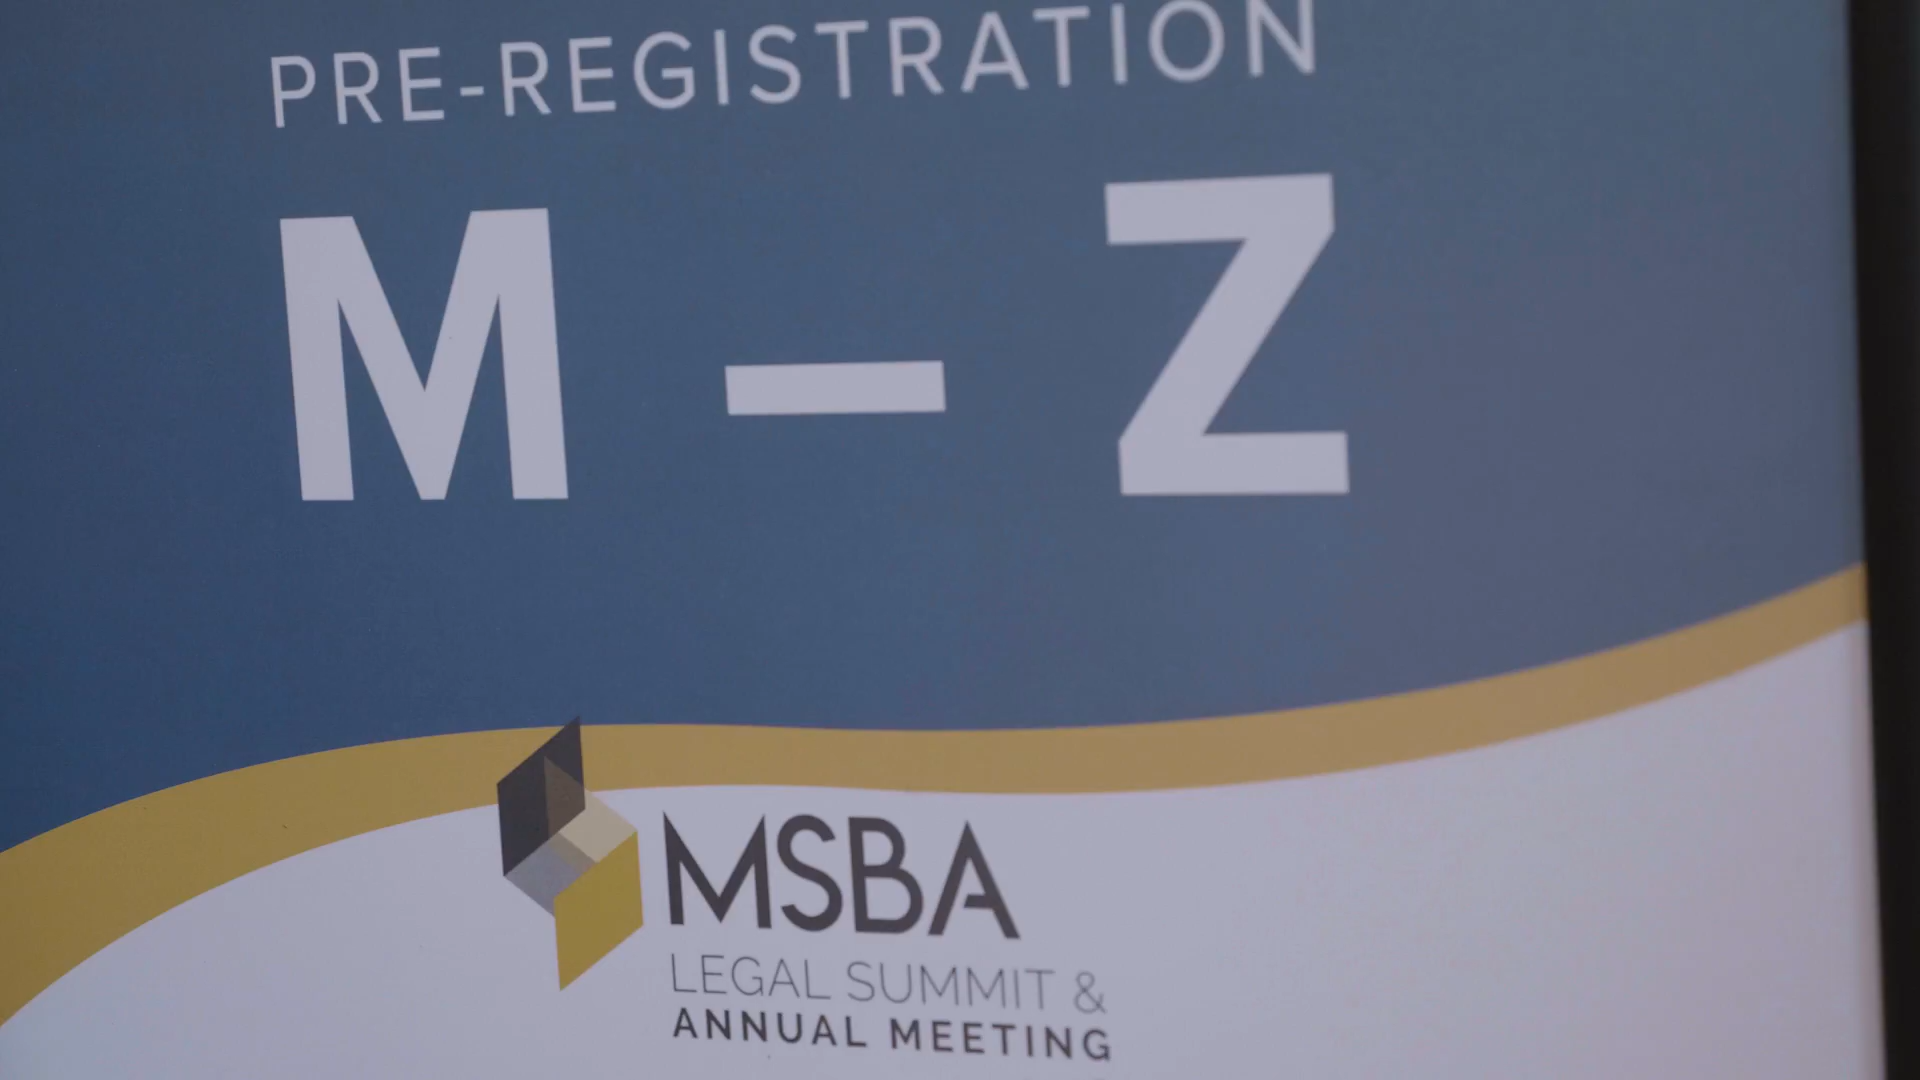 PRE-REGISTRATION
M – Z
MSBA
LEGAL SUMMIT &
ANNUAL MEETING